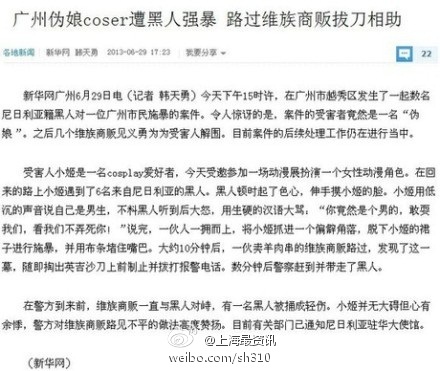 广州伪娘coser遭黑人强暴 路过维族商贩拔刀相助
各地新闻 新华网 韩天勇 2013-06-29 17:23 我要分享 22
新华网广州6月29日电（记者 韩天勇）今天下午15时许，在广州市越秀区发生了一起数名
尼日利亚籍黑人对一位广州市民施暴的案件。令人惊讶的是，案件的受害者竟然是一名“伪
娘”。之后几个维族商贩见义勇为为受害人解围。目前案件的后续处理工作仍在进行当中。
受害人小姬是一名cosplay爱好者，今天受邀参加一场动漫展扮演一个女性动漫角色。在回
来的路上小姬遇到了6名来自尼日利亚的黑人。黑人顿时起了色心，伸手携小姬的脸。小姬用低
沉的声音说自己是男生，不料黑人听到后大怒，用生硬的汉语大骂：“你竟然是个男的，敢耍
我们，看我们不弄死你！”说完，一伙人一拥而上，将小姬抓进一个偏僻角落，脱下小姬的裙
子进行施暴，并用布条堵住嘴巴。大约10分钟后，一伙卖羊肉串的维族商贩路过，发现了这一
幕，随即掏出英吉沙刀上前制止并拨打报警电话。数分钟后警察赶到并带走了黑人。
在警方到来前，维族商贩一直与黑人对峙，有一名黑人被捅成轻伤。小姬并无大碍但心有
余悸，警方对维族商贩路见不平的做法高度赞扬。目前有关部门已通知尼日利亚驻华大使馆。
（新华网）
@上海最资讯
weibo.com/sh310